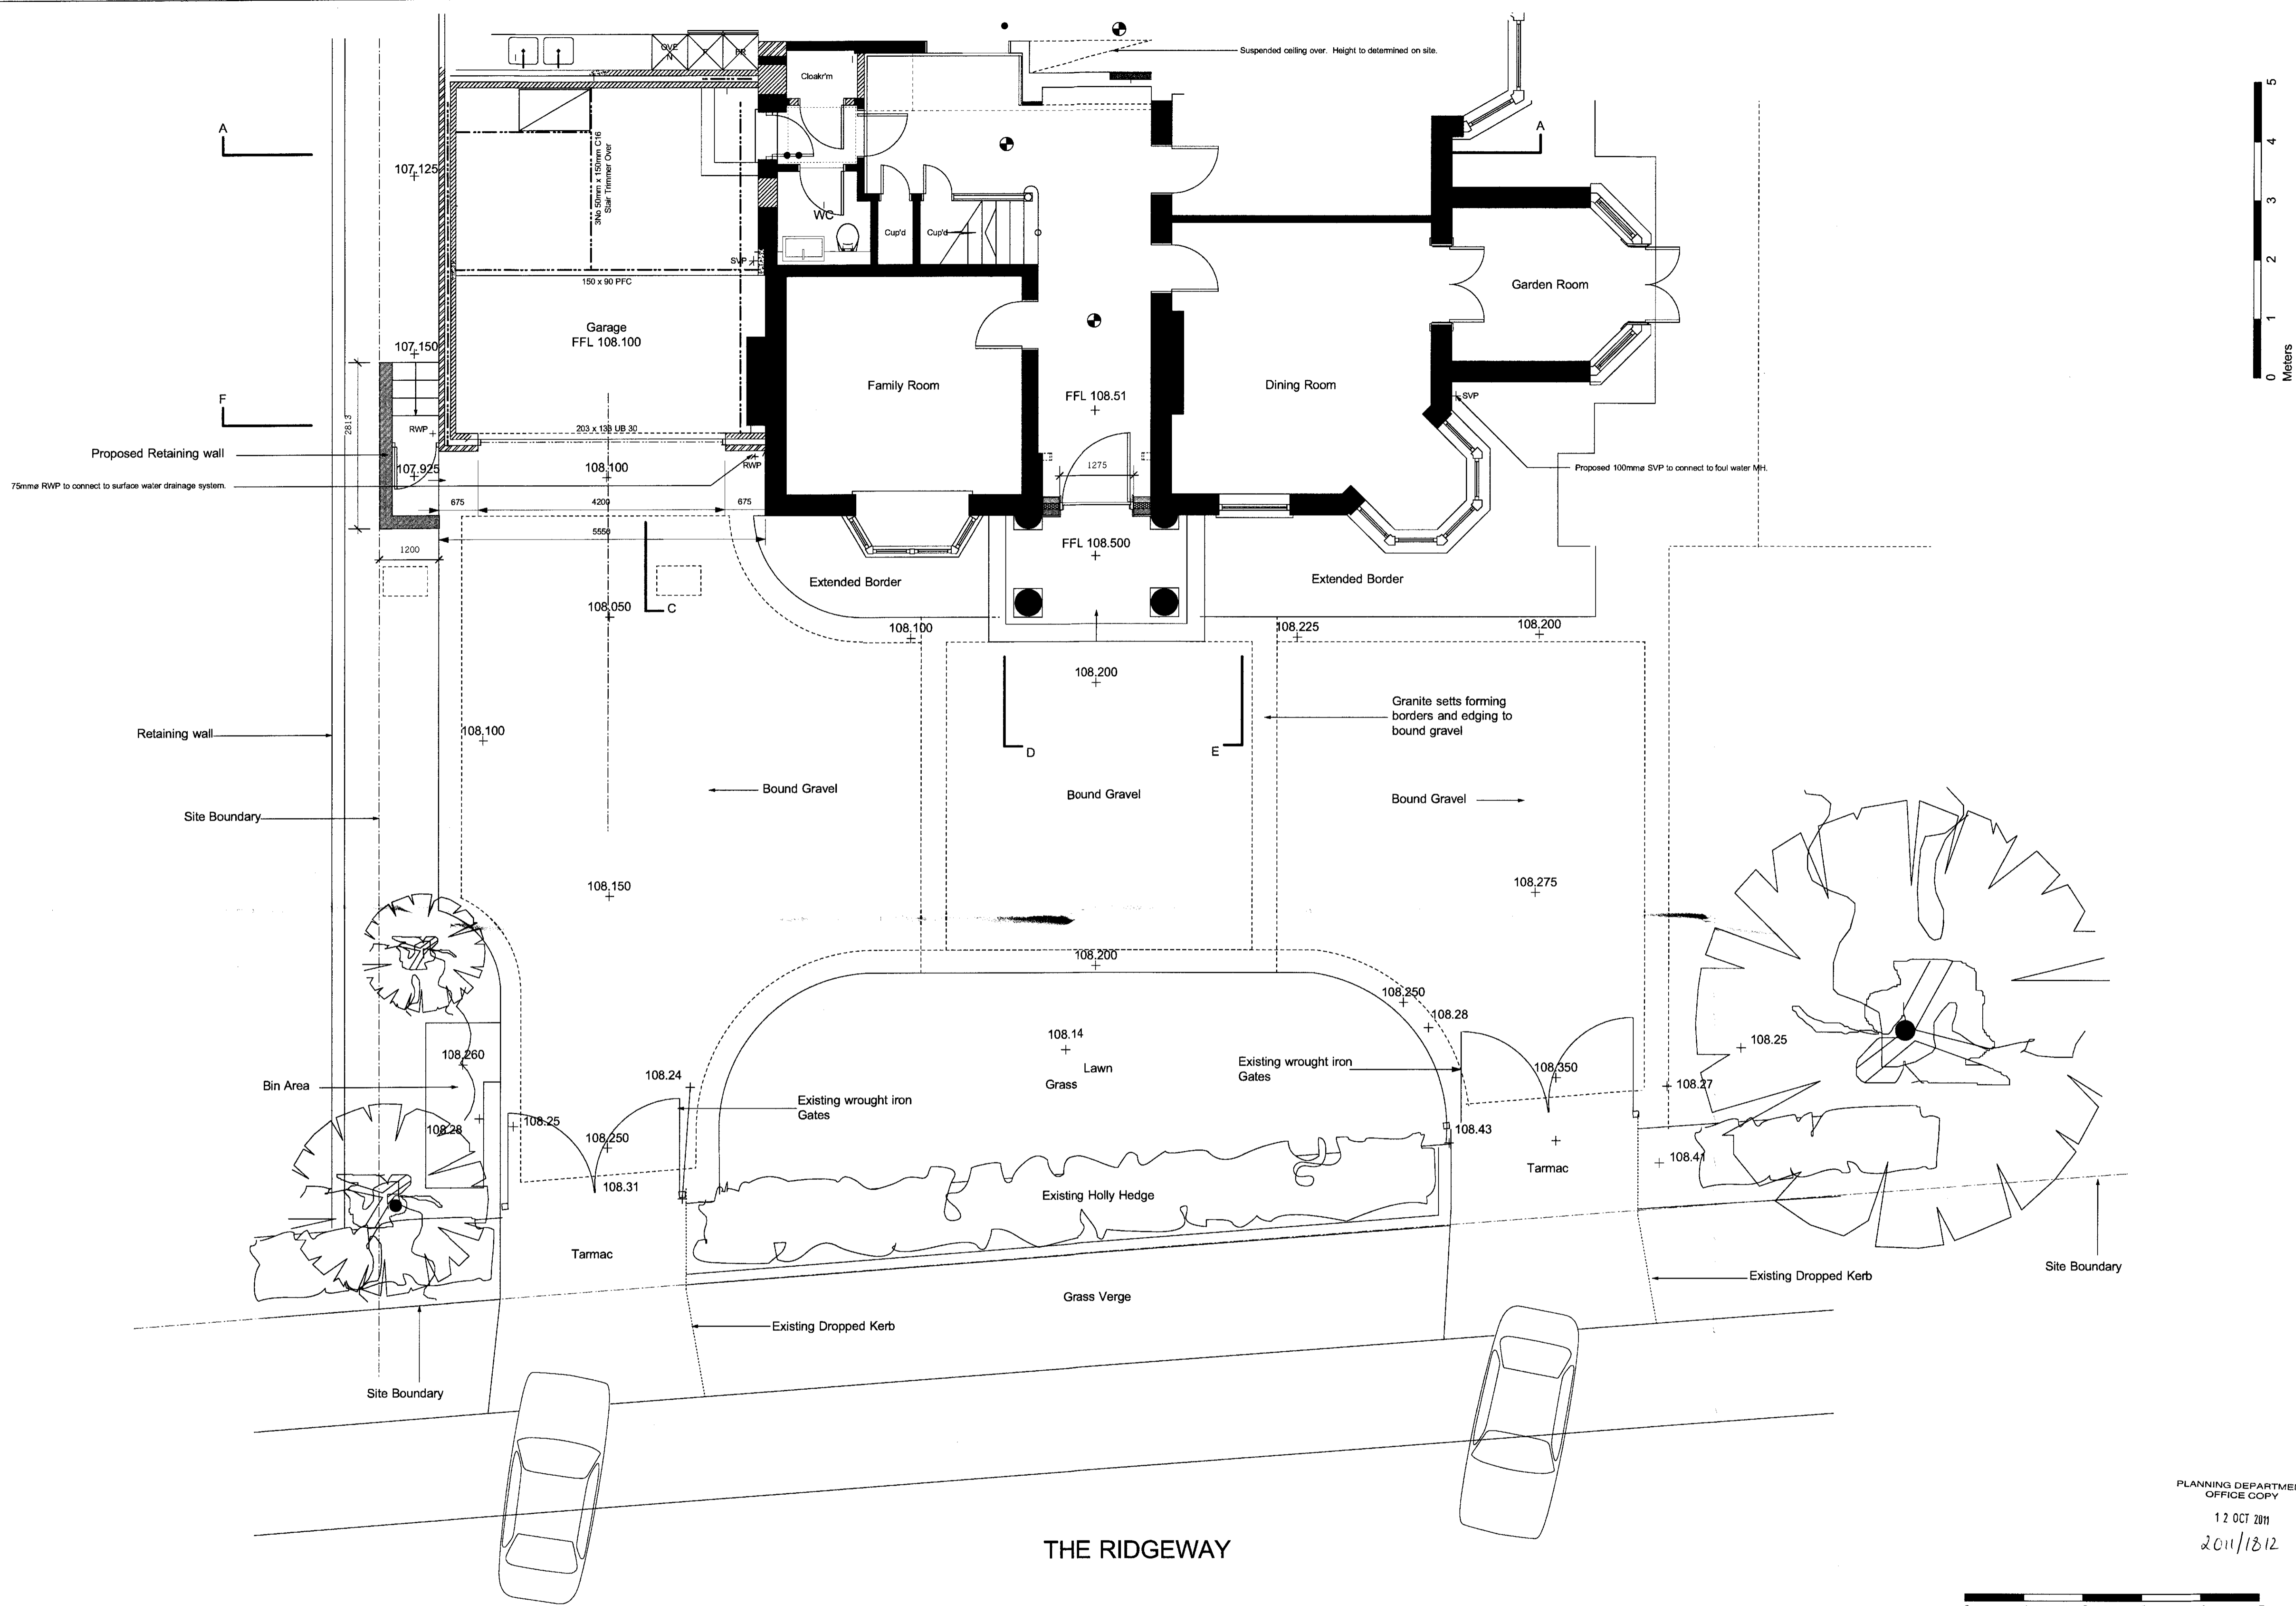 Suspended ceiling over. Height to determined on site.
OVE
N
Cloakr'm
A
A
5
4
3
2
1
0
Meters
107.125
3No 50mm x 150mm C16
Stair Trimmer Over
WC
Cup'd
Cup'd
SVP
150 x 90 PFC
Garage
FFL 108.100
Garden Room
107.150
Family Room
Dining Room
FFL 108.51
SVP
F
2813
RWP
203 x 133 UB 30
Proposed Retaining wall
107.925
108.100
RWP
1275
Proposed 100mmø SVP to connect to foul water MH.
75mmø RWP to connect to surface water drainage system.
675
4200
675
5550
1200
FFL 108.500
Extended Border
Extended Border
108.050
C
108.100
108.225
108.200
108.200
Granite setts forming
borders and edging to
bound gravel
108.100
Retaining wall
D
E
Bound Gravel
Bound Gravel
Bound Gravel
Site Boundary
108.150
108.275
108.200
108.250
108.28
108.14
108.25
108.260
Lawn
Grass
Existing wrought iron
Gates
108.350
108.24
108.27
Bin Area
Existing wrought iron
Gates
108.28
108.25
108.250
108.43
108.41
Tarmac
108.31
Existing Holly Hedge
Tarmac
Site Boundary
Existing Dropped Kerb
Grass Verge
Existing Dropped Kerb
Site Boundary
THE RIDGEWAY
PLANNING DEPARTME
OFFICE COPY
12 OCT 2011
2011/1812